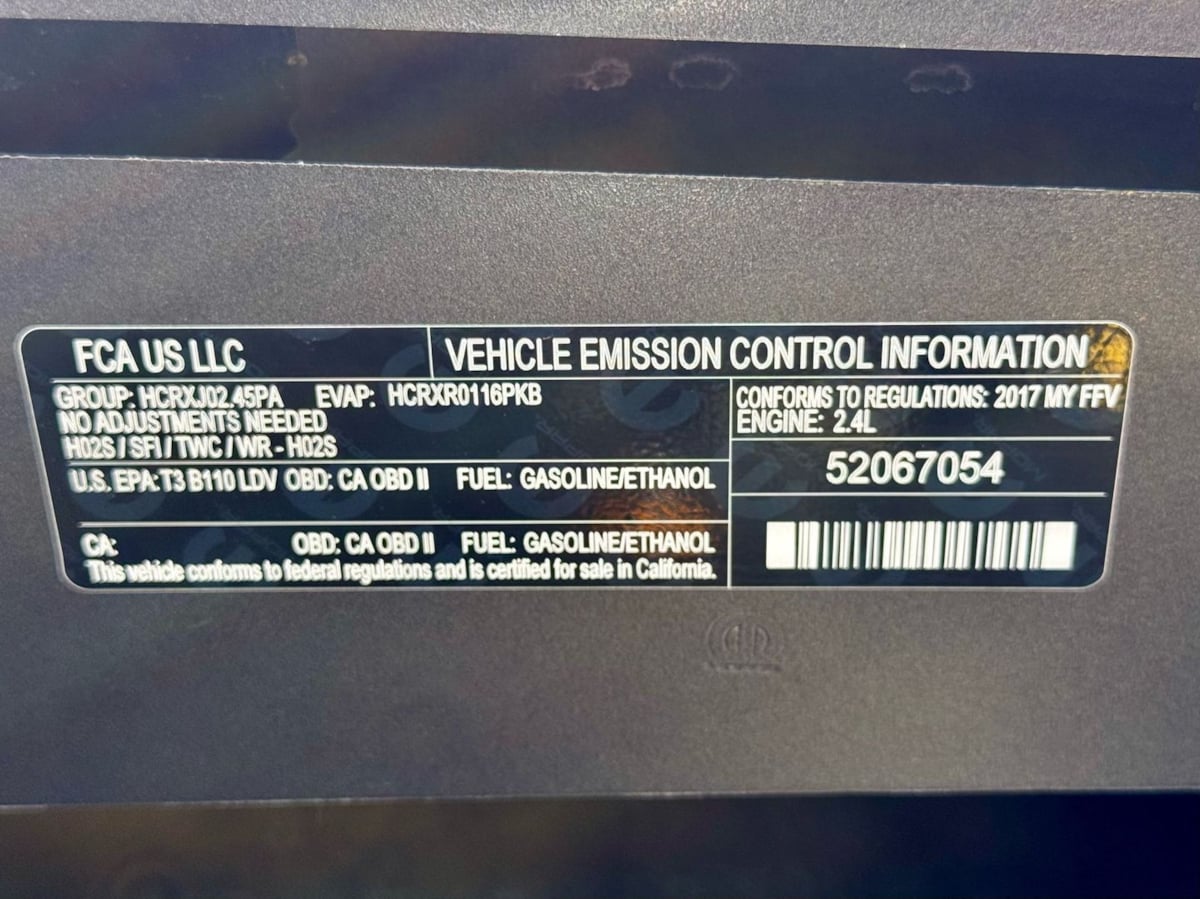 FCA US LLC
VEHICLE EMISSION CONTROL INFORMATION
GROUP: HCRXJ02.45PA EVAP: HCRXR0116PKB
NO ADJUSTMENTS NEEDED
H02S / SFI / TWC / WR - H02S
U.S. EPA: T3 B110 LDV OBD: CA OBD II FUEL: GASOLINE/ETHANOL
CA: OBD: CA OBD II FUEL: GASOLINE/ETHANOL
This vehicle conforms to federal regulations and is certified for sale in California.
CONFORMS TO REGULATIONS: 2017 MY FFV
ENGINE: 2.4L
52067054